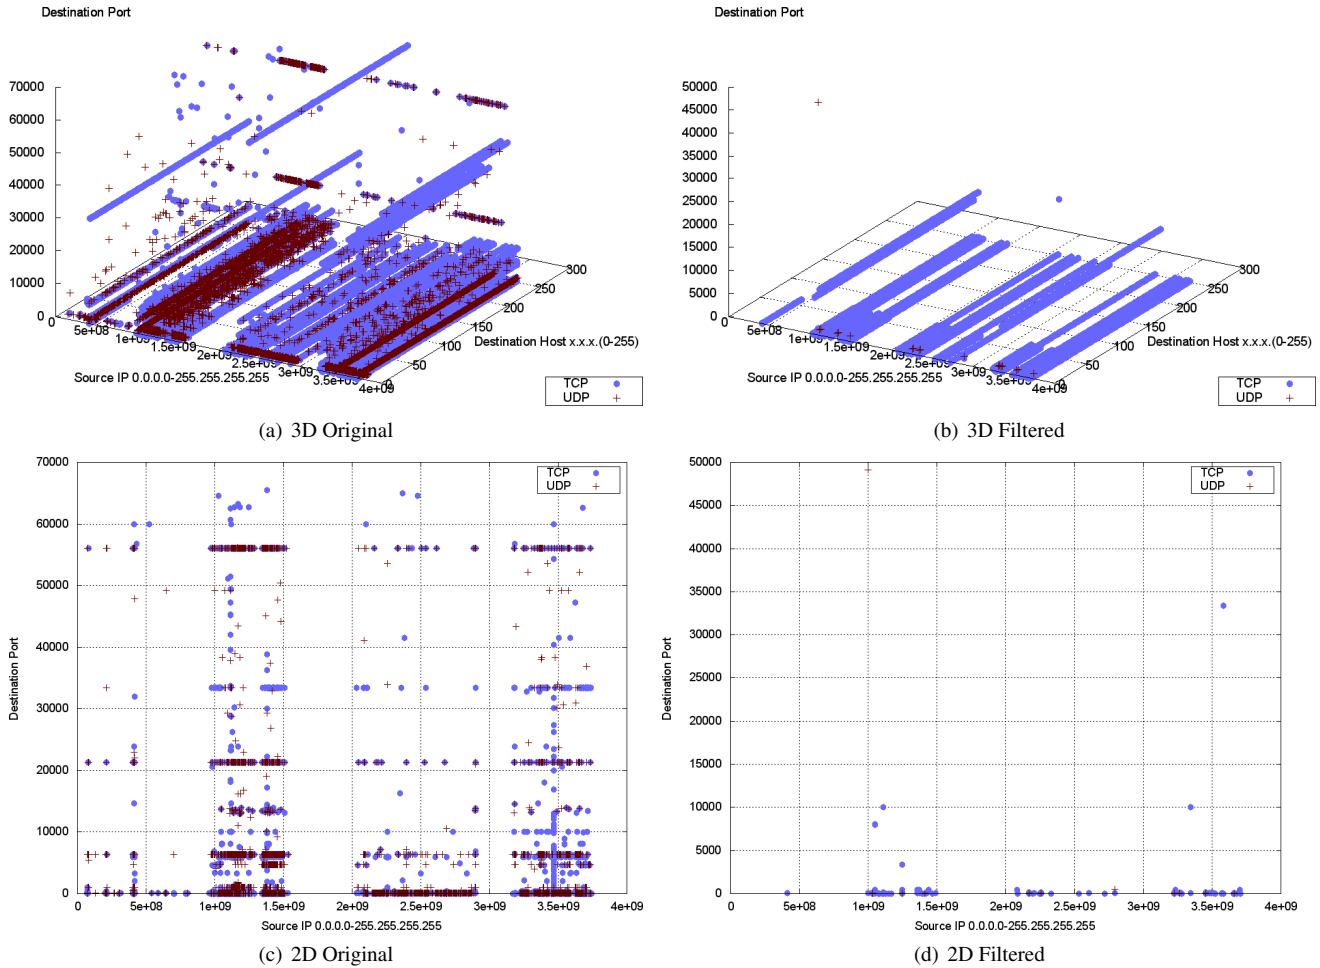 Destination Port
70000
60000
50000
40000
30000
20000
10000
0
0
5e+08
1e+09
1.5e+09
2e+09
2.5e+09
3e+09
3.5e+09
4e+09
0
50
100
150
200
250
300
Destination Host x.x.x.(0-255)
Source IP 0.0.0.0-255.255.255.255
TCP
UDP
(a) 3D Original
Destination Port
50000
45000
40000
35000
30000
25000
20000
15000
10000
5000
0
0
5e+08
1e+09
1.5e+09
2e+09
2.5e+09
3e+09
3.5e+09
4e+09
0
50
100
150
200
250
300
Destination Host x.x.x.(0-255)
Source IP 0.0.0.0-255.255.255.255
TCP
UDP
(b) 3D Filtered
70000
60000
50000
40000
30000
20000
10000
0
Destination Port
TCP
UDP
0
5e+08
1e+09
1.5e+09
2e+09
2.5e+09
3e+09
3.5e+09
4e+09
Source IP 0.0.0.0-255.255.255.255
(c) 2D Original
50000
45000
40000
35000
30000
25000
20000
15000
10000
5000
0
Destination Port
TCP
UDP
0
5e+08
1e+09
1.5e+09
2e+09
2.5e+09
3e+09
3.5e+09
4e+09
Source IP 0.0.0.0-255.255.255.255
(d) 2D Filtered